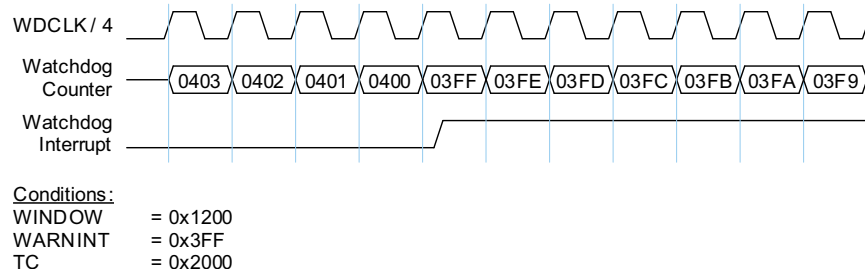 WDCLK / 4
Watchdog
Counter
0403 0402 0401 0400 03FF 03FE 03FD 03FC 03FB 03FA 03F9
Watchdog
Interrupt
Conditions:
WINDOW = 0x1200
WARNINT = 0x3FF
TC = 0x2000